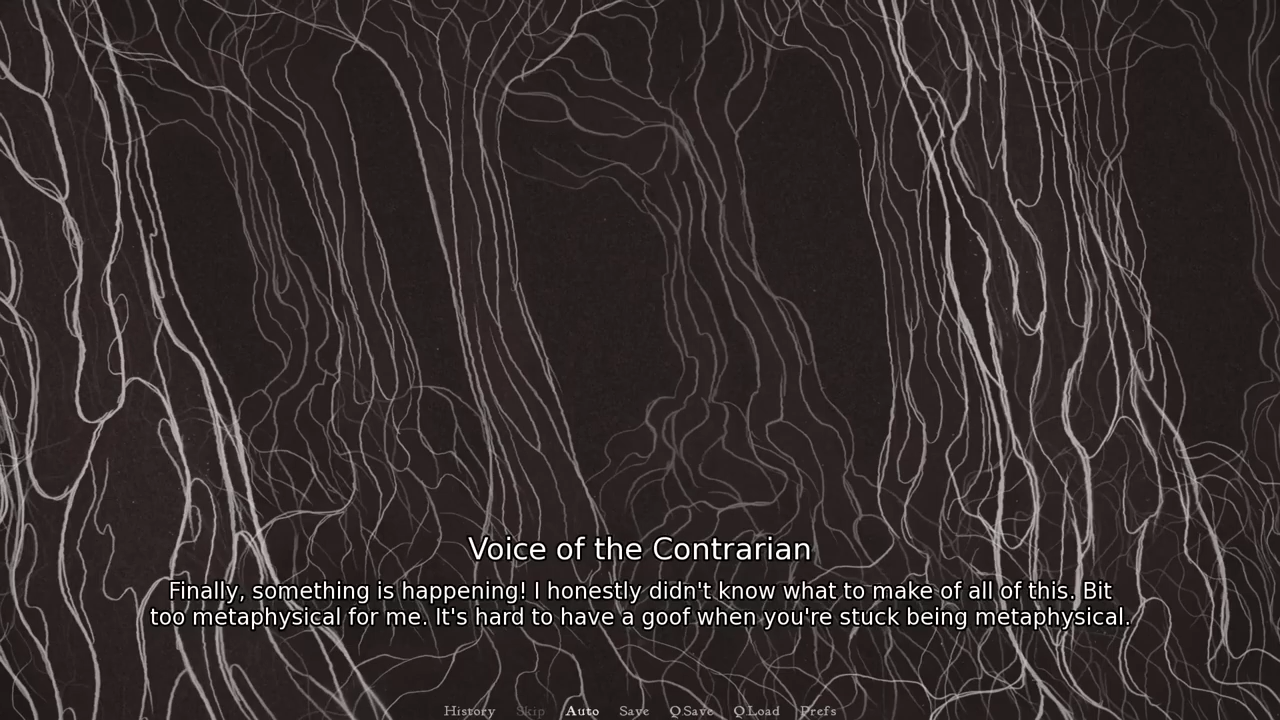 Voice of the Contrarian
Finally, something is happening! I honestly didn't know what to make of all of this. Bit
too metaphysical for me. It's hard to have a goof when you're stuck being metaphysical.
History Skip Auto Save Q.Save Q.Load Prefs